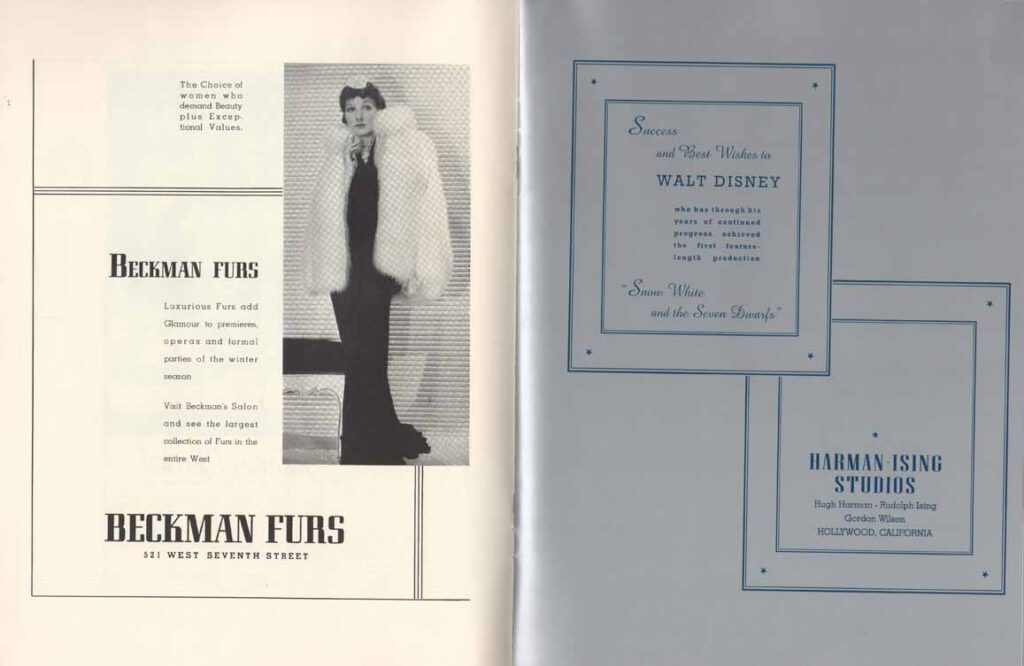 The Choice of
women who
demand Beauty
plus Excep-
tional Values.
BECKMAN FURS
Luxurious Furs add
Glamour to premieres,
operas and formal
parties of the winter
season
Visit Beckman's Salon
and see the largest
collection of Furs in the
entire West
BECKMAN FURS
521 WEST SEVENTH STREET
Success
and Best Wishes to
WALT DISNEY
who has through his
years of continued
progress achieved
the first feature-
length production
"Snow White
and the Seven Dwarfs"
HARMAN-ISING
STUDIOS
Hugh Harman - Rudolph Ising
Gordon Wilson
HOLLYWOOD, CALIFORNIA